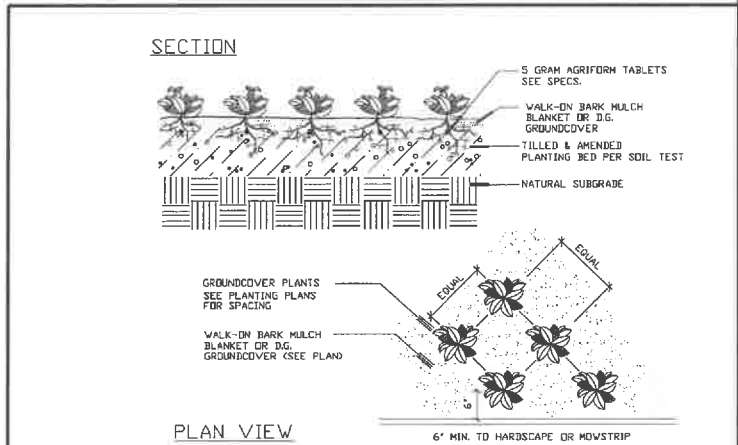 SECTION
5 GRAM AGRIFORM TABLETS
SEE SPECS.
WALK-ON BARK MULCH
BLANKET OR D.G.
GROUNDCOVER
TILLED & AMENDED
PLANTING BED PER SOIL TEST
NATURAL SUBGRADE
GROUNDCOVER PLANTS
SEE PLANTING PLANS
FOR SPACING
WALK-ON BARK MULCH
BLANKET OR D.G.
GROUNDCOVER (SEE PLAN)
EQUAL
EQUAL
6"
PLAN VIEW
6" MIN. TO HARDSCAPE OR MOWSTRIP